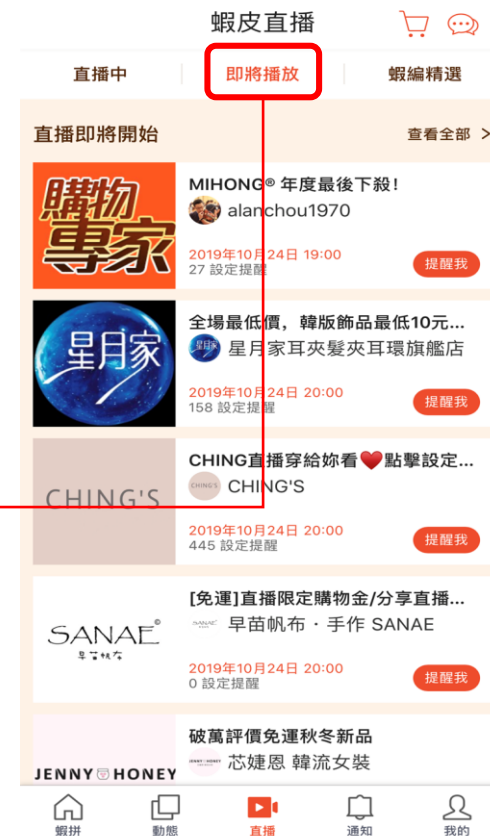 蝦皮直播
直播中
即將播放
蝦編精選
直播即將開始
查看全部 >
購物
專家
MIHONG® 年度最後下殺!
alanchou1970
2019年10月24日 19:00
27 設定提醒
提醒我
星月家
全場最低價，韓版飾品最低10元...
星月家
星月家耳夾髮夾耳環旗艦店
2019年10月24日 20:00
158 設定提醒
提醒我
CHING'S
CHING直播穿給妳看❤️點擊設定...
CHING'S
CHING'S
2019年10月24日 20:00
445 設定提醒
提醒我
SANAE©
早苗帆布
[免運]直播限定購物金/分享直播...
SANAE
早苗帆布・手作 SANAE
2019年10月24日 20:00
0 設定提醒
提醒我
JENNY HONEY
破萬評價免運秋冬新品
JENNY HONEY
芯婕恩 韓流女裝
蝦拼
動態
直播
通知
我的